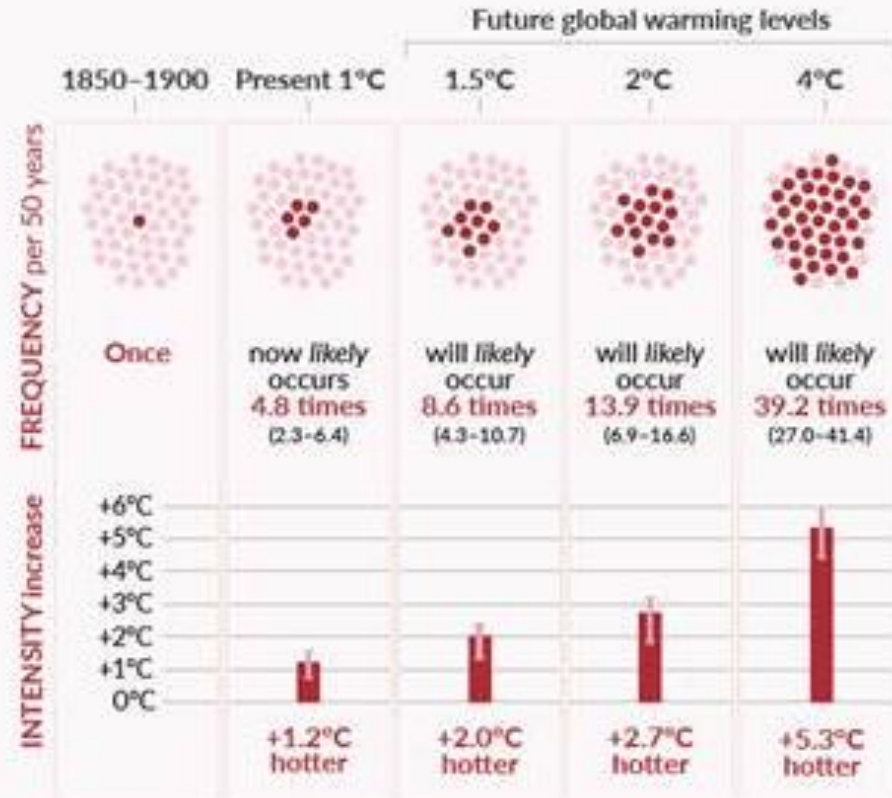 Future global warming levels
1850–1900 Present 1°C 1.5°C 2°C 4°C
FREQUENCY per 50 years
Once
now likely
occurs
4.8 times
(2.3–6.4)
will likely
occur
8.6 times
(4.3–10.7)
will likely
occur
13.9 times
(6.9–16.6)
will likely
occur
39.2 times
(27.0–41.4)
INTENSITY increase
+6°C
+5°C
+4°C
+3°C
+2°C
+1°C
0°C
+1.2°C
hotter
+2.0°C
hotter
+2.7°C
hotter
+5.3°C
hotter